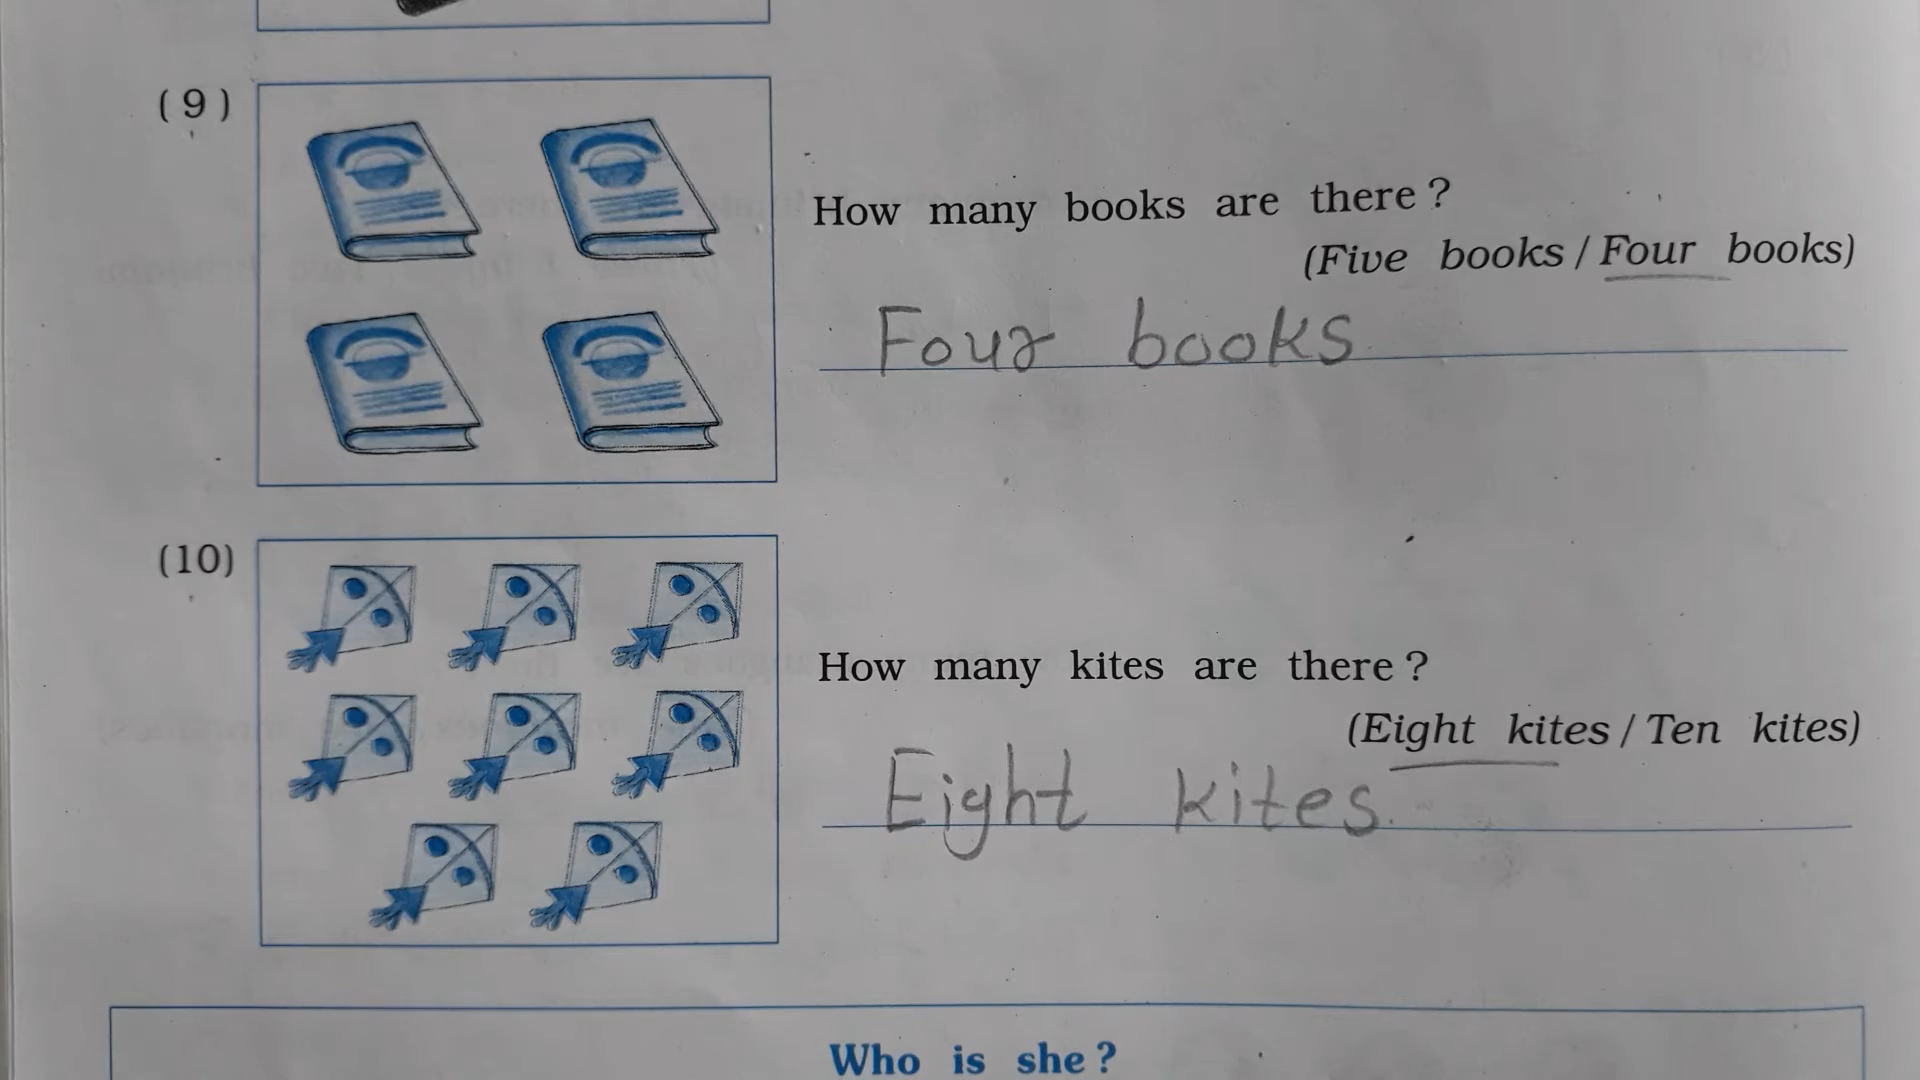 (9)
How many books are there?
(Five books / Four books)
Four books
(10)
How many kites are there?
(Eight kites / Ten kites)
Eight kites.
Who is she?